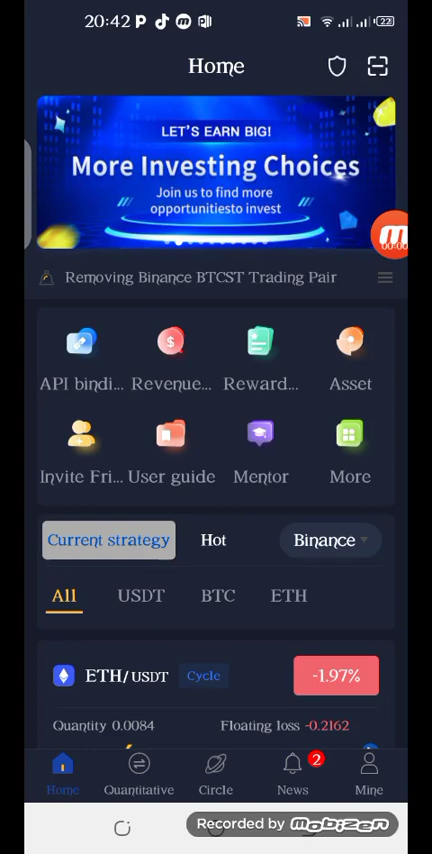 20:42
22
Home
LET'S EARN BIG!
More Investing Choices
Join us to find more
opportunitiesto invest
00:00
Removing Binance BTCST Trading Pair
API bindi... Revenue... Reward... Asset
Invite Fri... User guide Mentor More
Current strategy Hot Binance
All USDT BTC ETH
ETH/USDT Cycle -1.97%
Quantity 0.0084 Floating loss -0.2162
2
Home Quantitative Circle News Mine
Recorded by mobizen